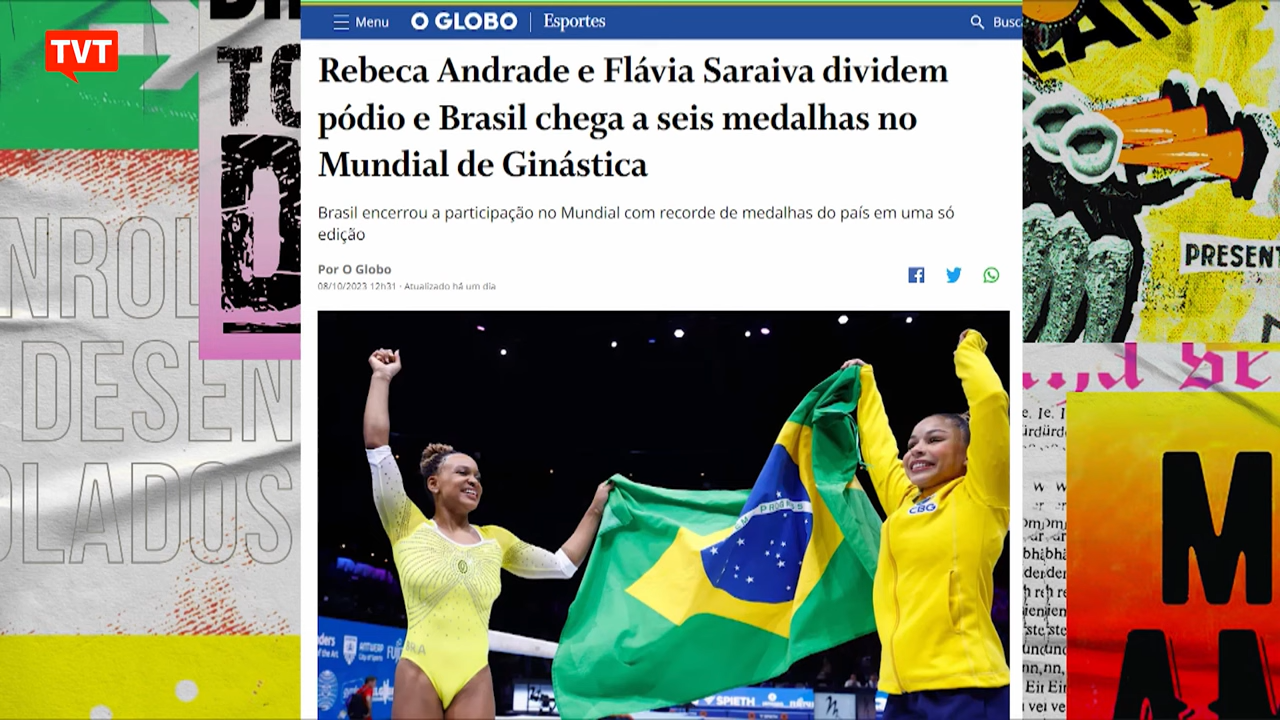 TVT
Menu
O GLOBO
Esportes
Rebeca Andrade e Flávia Saraiva dividem
pódio e Brasil chega a seis medalhas no
Mundial de Ginástica
Brasil encerrou a participação no Mundial com recorde de medalhas do país em uma só
edição
Por O Globo
08/10/2023 12h31 · Atualizado há um dia
CBG
BRA
ANTWERP
SPIETH
NROL
DESEN
OLADOS
PRESENT
M